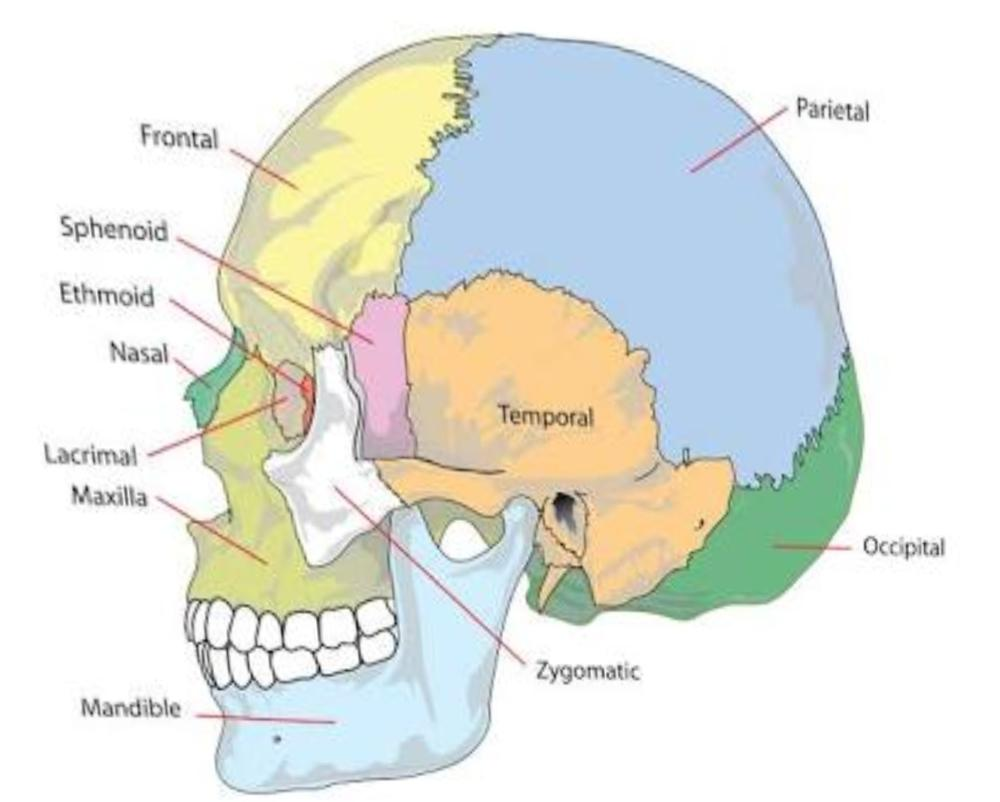 Parietal
Frontal
Sphenoid
Ethmoid
Nasal
Temporal
Lacrimal
Maxilla
Occipital
Zygomatic
Mandible